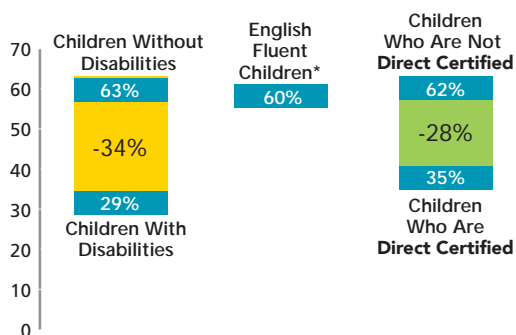 70
60
50
40
30
20
10
0
Children Without
Disabilities
63%
-34%
29%
Children With
Disabilities
English
Fluent
Children*
60%
Children
Who Are Not
Direct Certified
62%
-28%
35%
Children
Who Are
Direct Certified